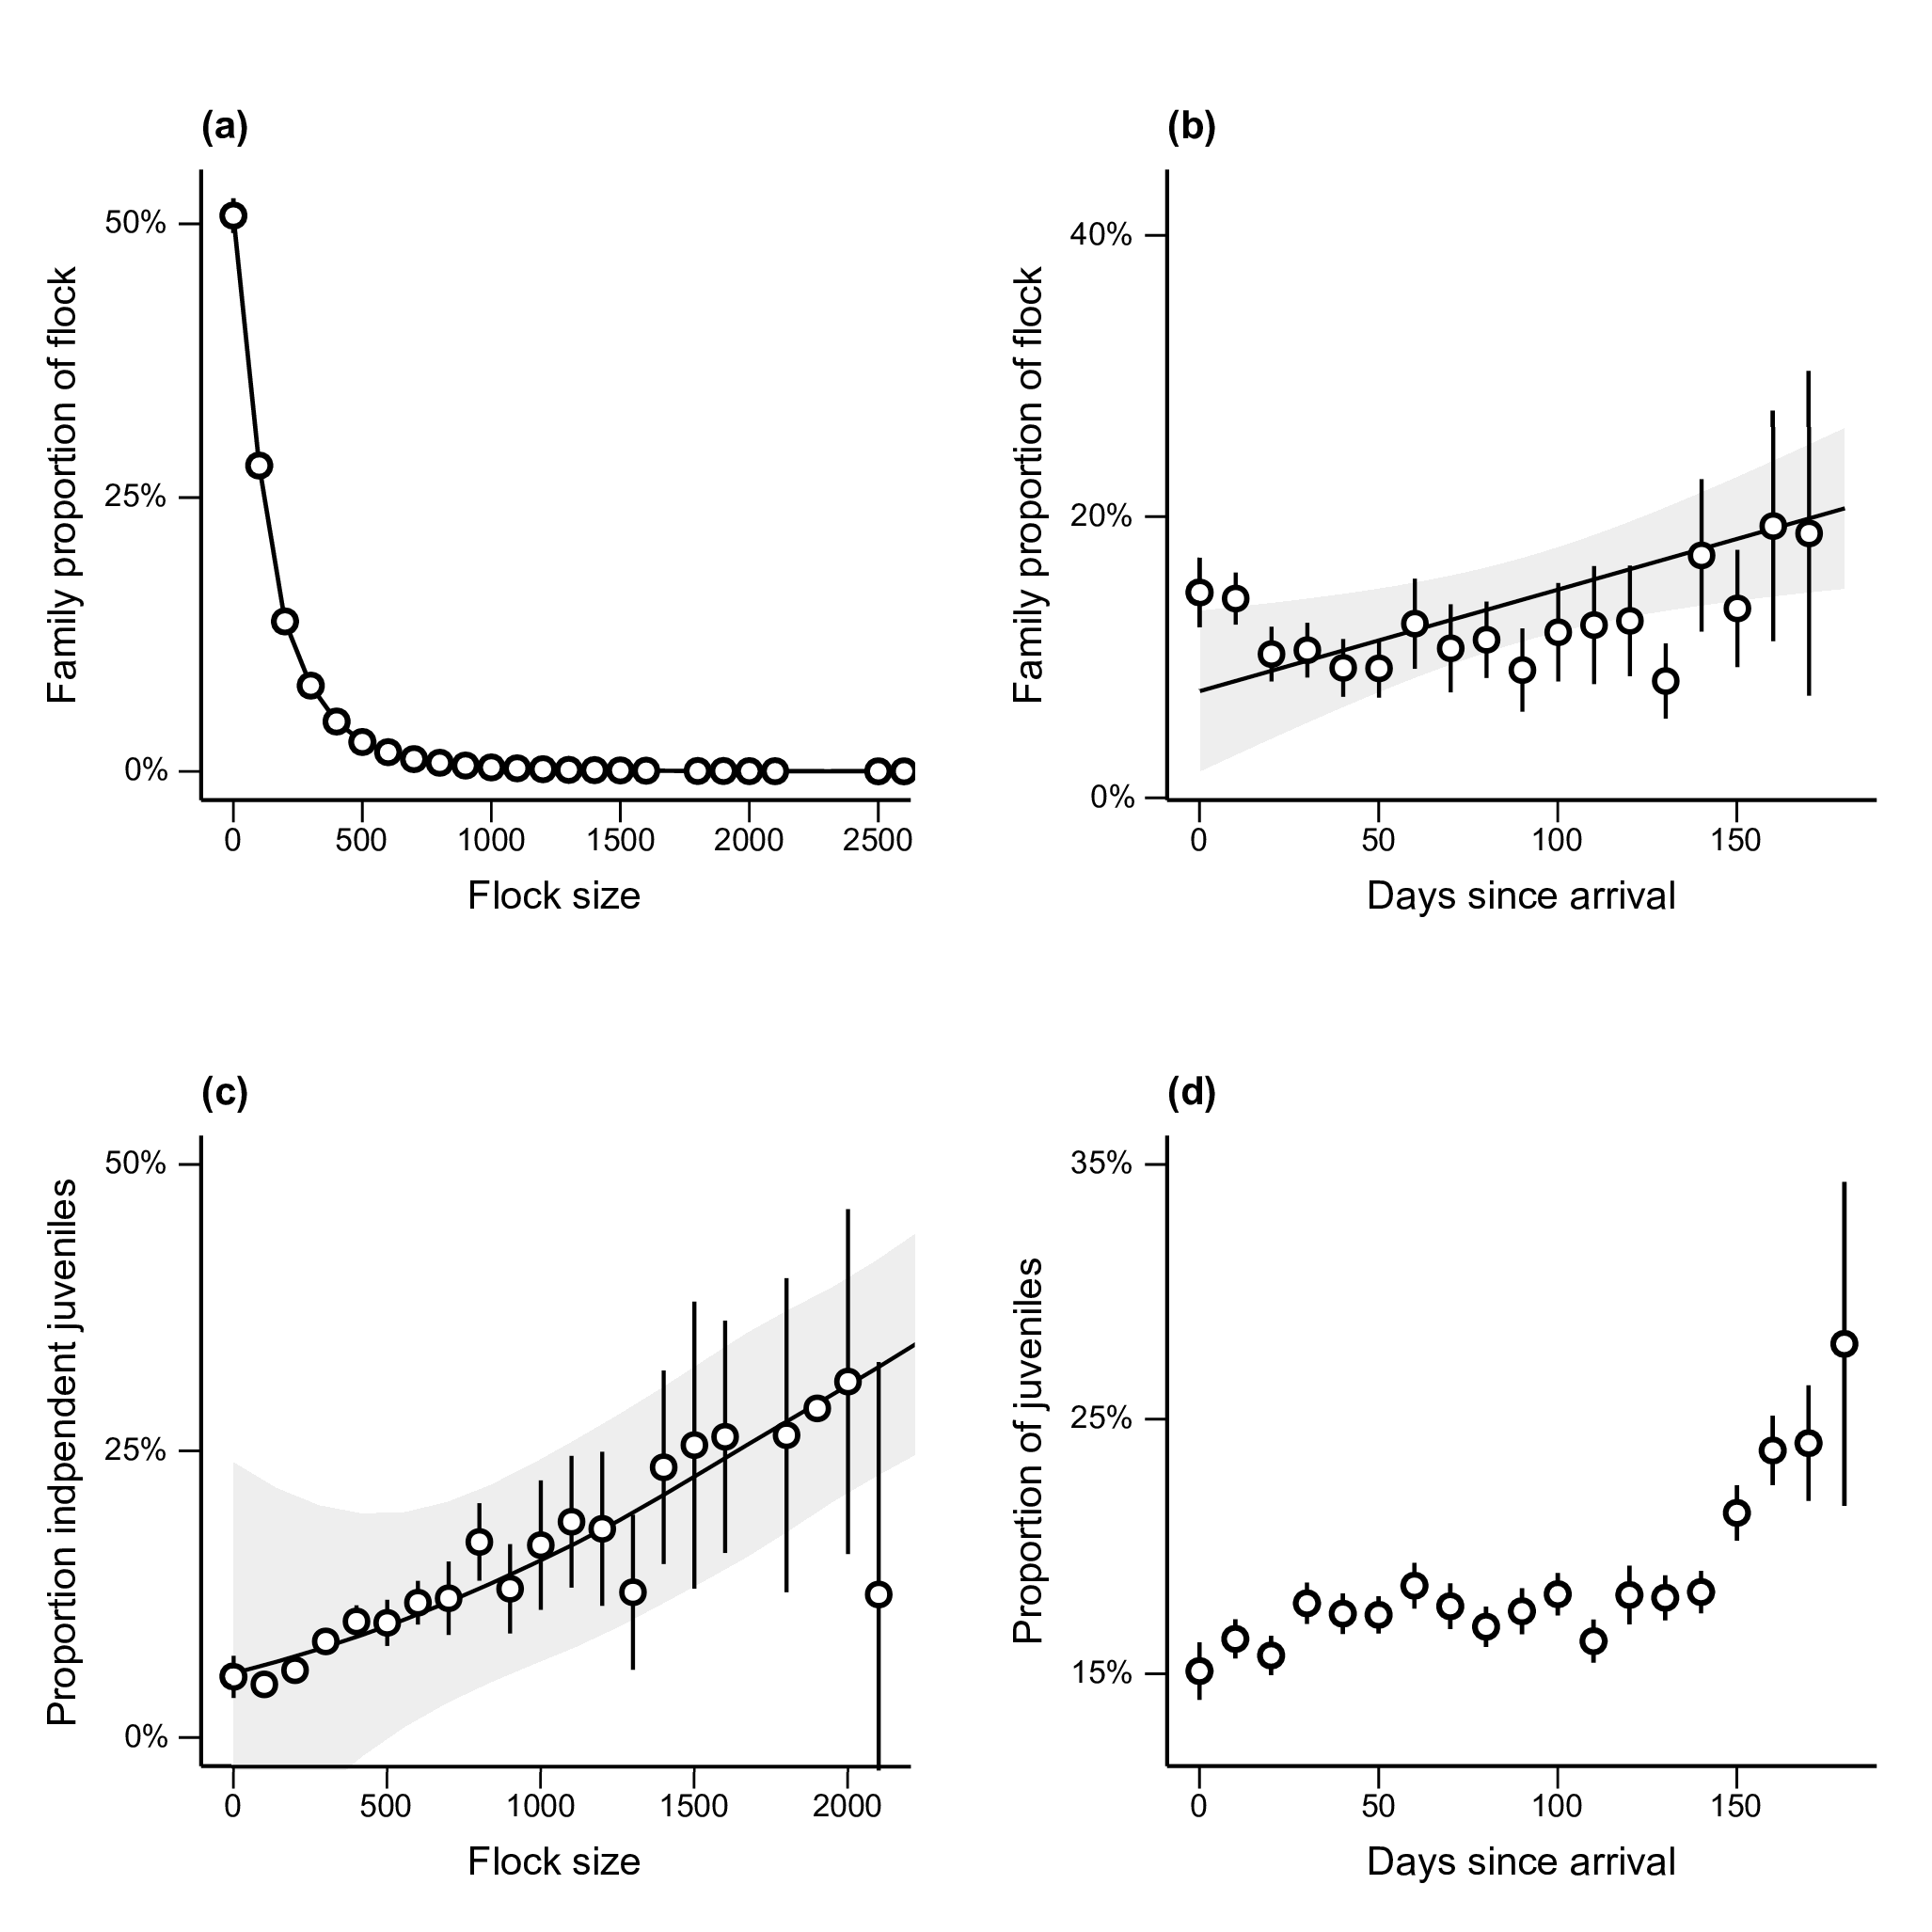 (a)
Family proportion of flock
50%
25%
0%
0 500 1000 1500 2000 2500
Flock size
(b)
Family proportion of flock
40%
20%
0%
0 50 100 150
Days since arrival
(c)
Proportion independent juveniles
50%
25%
0%
0 500 1000 1500 2000
Flock size
(d)
Proportion of juveniles
35%
25%
15%
0 50 100 150
Days since arrival